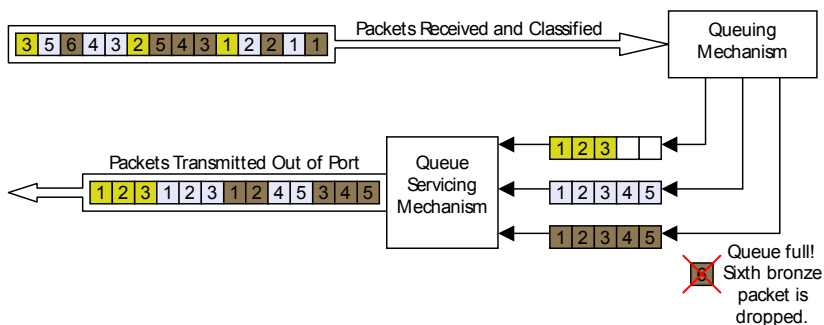 Packets Received and Classified
Queuing
Mechanism
3 5 6 4 3 2 5 4 3 1 2 2 1 1
Packets Transmitted Out of Port
Queue
Servicing
Mechanism
1 2 3
1 2 3 1 2 3 1 2 4 5 3 4 5
1 2 3 4 5
1 2 3 4 5
6
Queue full!
Sixth bronze
packet is
dropped.